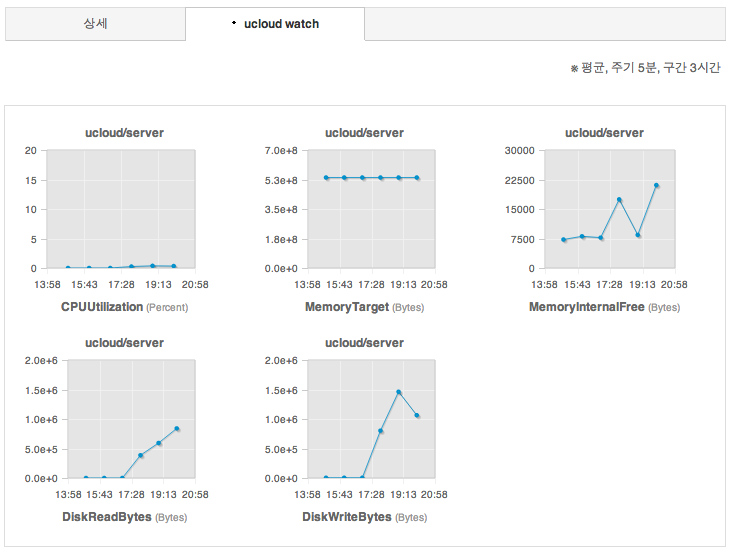 상세
• ucloud watch
※ 평균, 주기 5분, 구간 3시간
ucloud/server
20
15
10
5
0
13:58 15:43 17:28 19:13 20:58
CPUUtilization (Percent)
ucloud/server
7.0e+8
5.3e+8
3.5e+8
1.8e+8
0.0e+0
13:58 15:43 17:28 19:13 20:58
MemoryTarget (Bytes)
ucloud/server
30000
22500
15000
7500
0
13:58 15:43 17:28 19:13 20:58
MemoryInternalFree (Bytes)
ucloud/server
2.0e+6
1.5e+6
1.0e+6
5.0e+5
0.0e+0
13:58 15:43 17:28 19:13 20:58
DiskReadBytes (Bytes)
ucloud/server
2.0e+6
1.5e+6
1.0e+6
5.0e+5
0.0e+0
13:58 15:43 17:28 19:13 20:58
DiskWriteBytes (Bytes)